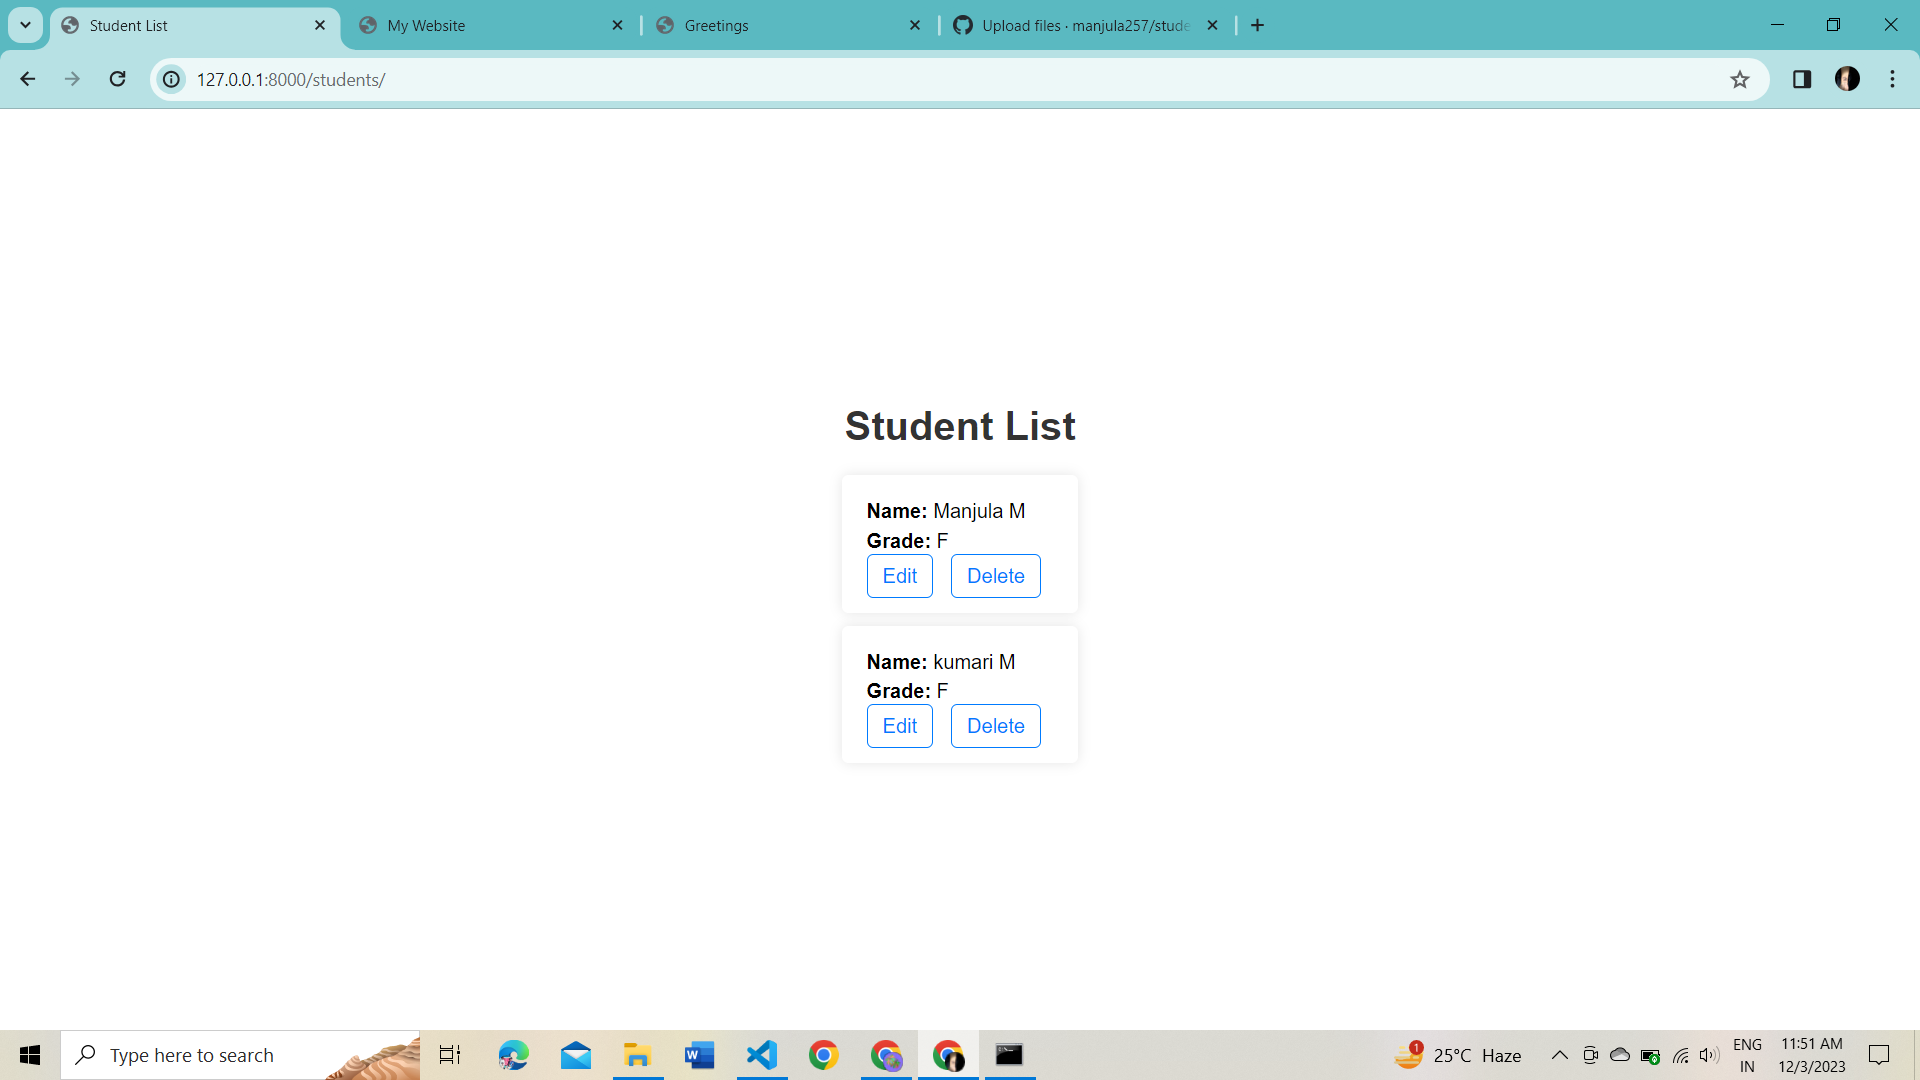 Student List
My Website
Greetings
Upload files · manjula257/stude
127.0.0.1:8000/students/
Student List
Name: Manjula M
Grade: F
Edit Delete
Name: kumari M
Grade: F
Edit Delete
Type here to search
1
25°C Haze
ENG
IN
11:51 AM
12/3/2023